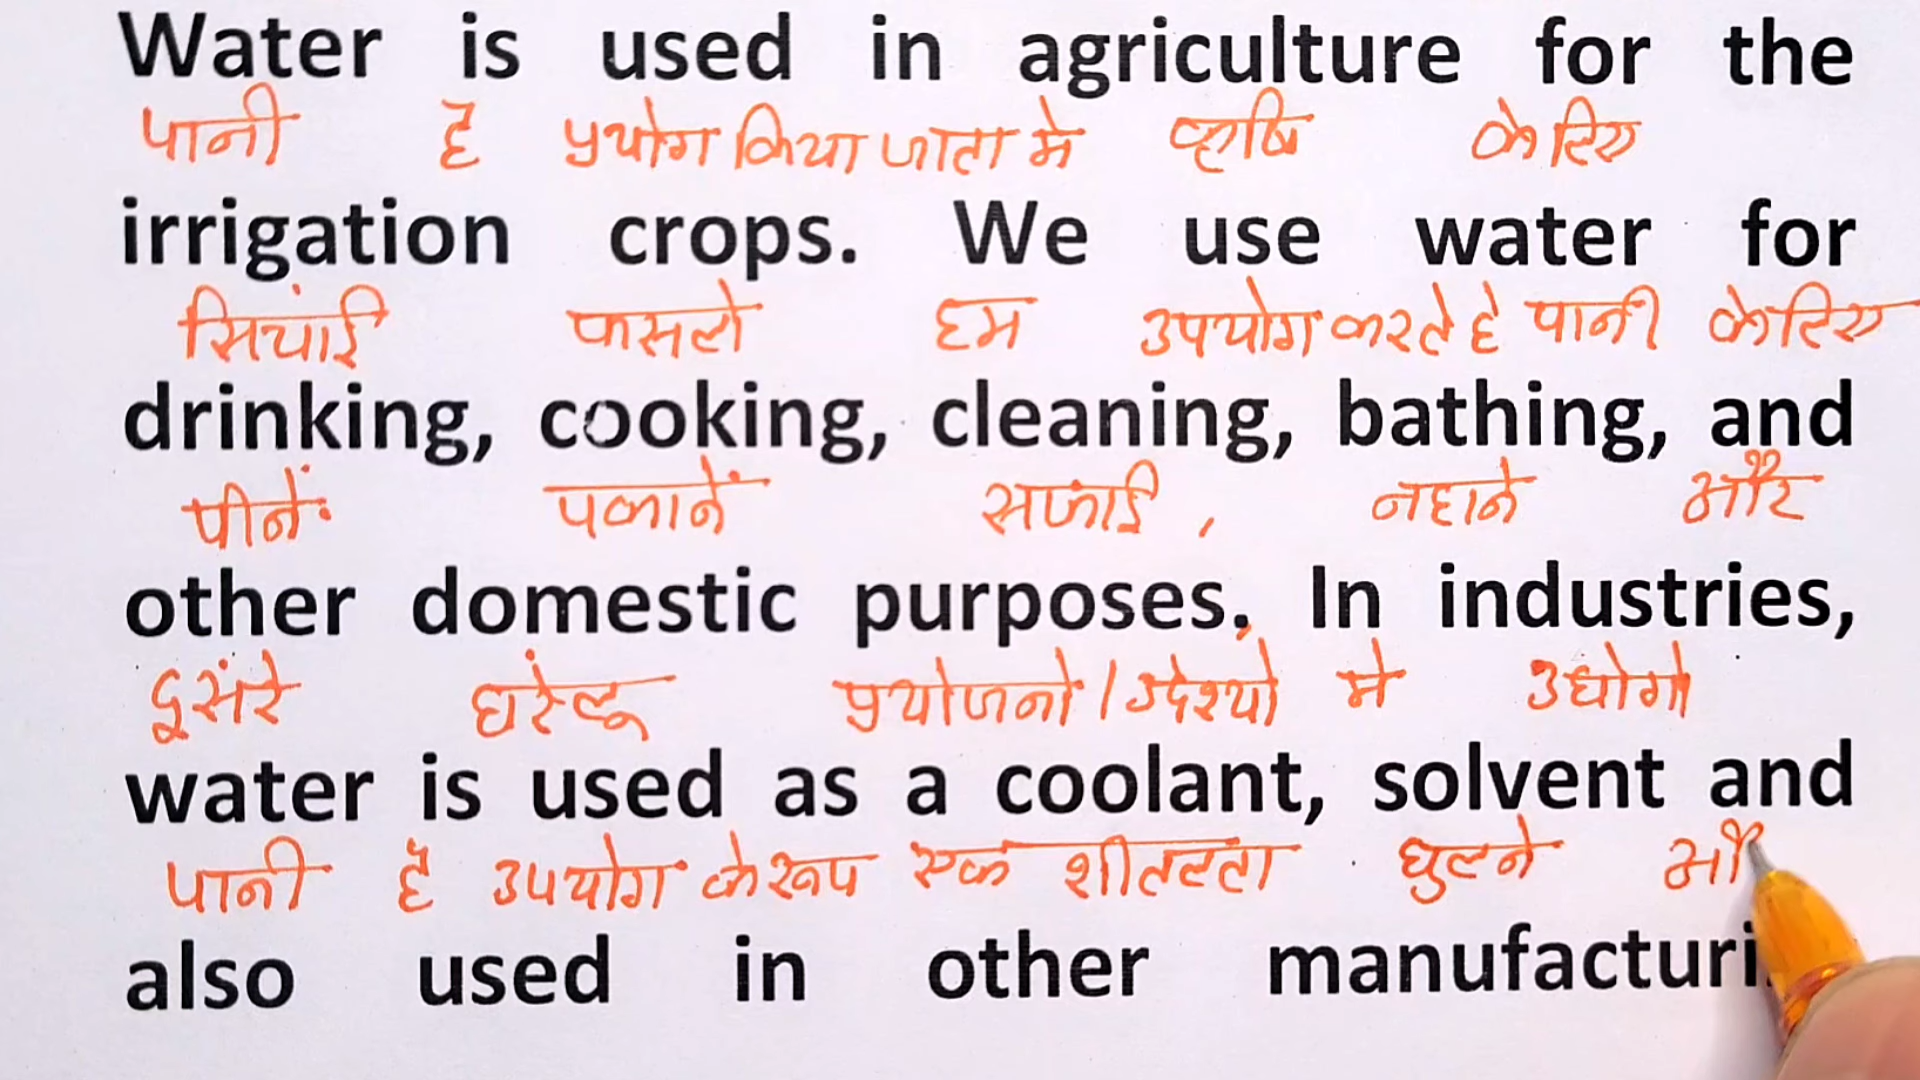 Water is used in agriculture for the
पानी है प्रयोग किया जाता मे कृषि के लिए
irrigation crops. We use water for
सिंचाई फसलो हम उपयोग करते है पानी के लिए
drinking, cooking, cleaning, bathing, and
पीने पकाने सफाई, नहाने और
other domestic purposes. In industries,
दूसरे घरेलू प्रयोजनो/उदेश्यो मे उधोगो
water is used as a coolant, solvent and
पानी है उपयोग के रूप एक शीतलता घुलने
also used in other